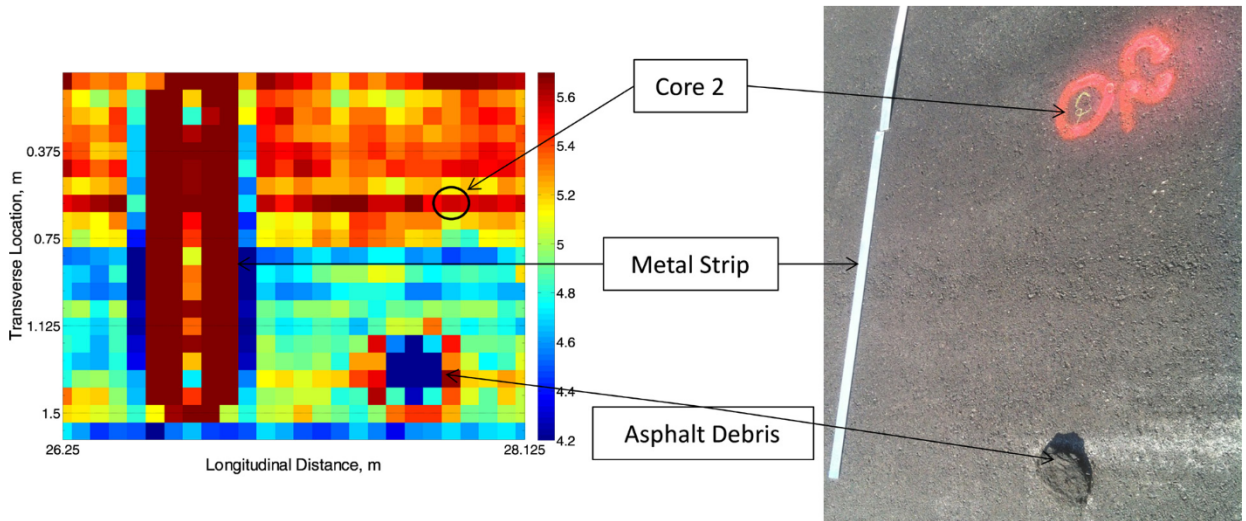 Core 2
Metal Strip
Asphalt Debris
Transverse Location, m
0.375
0.75
1.125
1.5
26.25
28.125
Longitudinal Distance, m
5.6
5.4
5.2
5
4.8
4.6
4.4
4.2